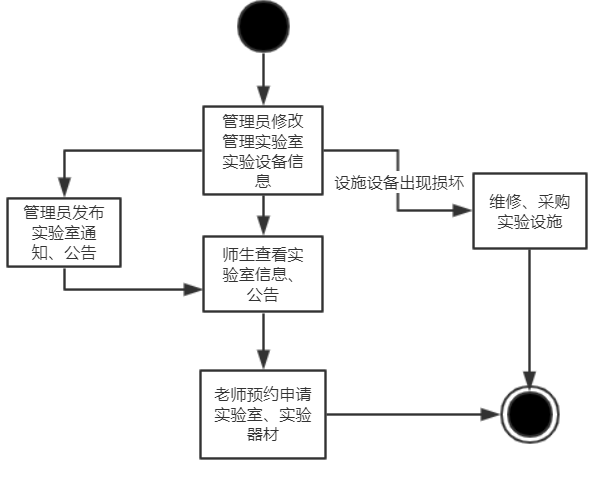 管理员修改
管理实验室
实验设备信
息
设施设备出现损坏
管理员发布
实验室通
知、公告
维修、采购
实验设施
师生查看实
验室信息、
公告
老师预约申请
实验室、实验
器材